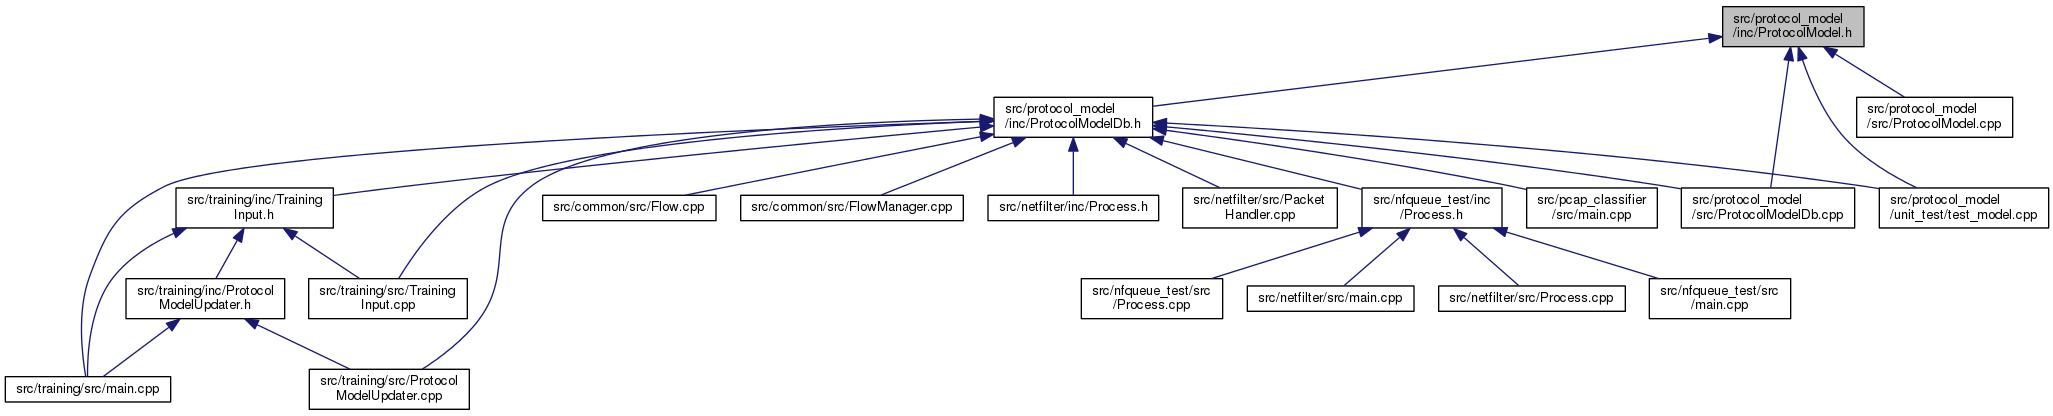 src/protocol_model
/inc/ProtocolModel.h
src/protocol_model
/inc/ProtocolModelDb.h
src/protocol_model
/src/ProtocolModel.cpp
src/training/inc/Training
Input.h
src/common/src/Flow.cpp
src/common/src/FlowManager.cpp
src/netfilter/inc/Process.h
src/netfilter/src/Packet
Handler.cpp
src/nfqueue_test/inc
/Process.h
src/pcap_classifier
/src/main.cpp
src/protocol_model
/src/ProtocolModelDb.cpp
src/protocol_model
/unit_test/test_model.cpp
src/training/inc/Protocol
ModelUpdater.h
src/training/src/Training
Input.cpp
src/nfqueue_test/src
/Process.cpp
src/netfilter/src/main.cpp
src/netfilter/src/Process.cpp
src/nfqueue_test/src
/main.cpp
src/training/src/main.cpp
src/training/src/Protocol
ModelUpdater.cpp